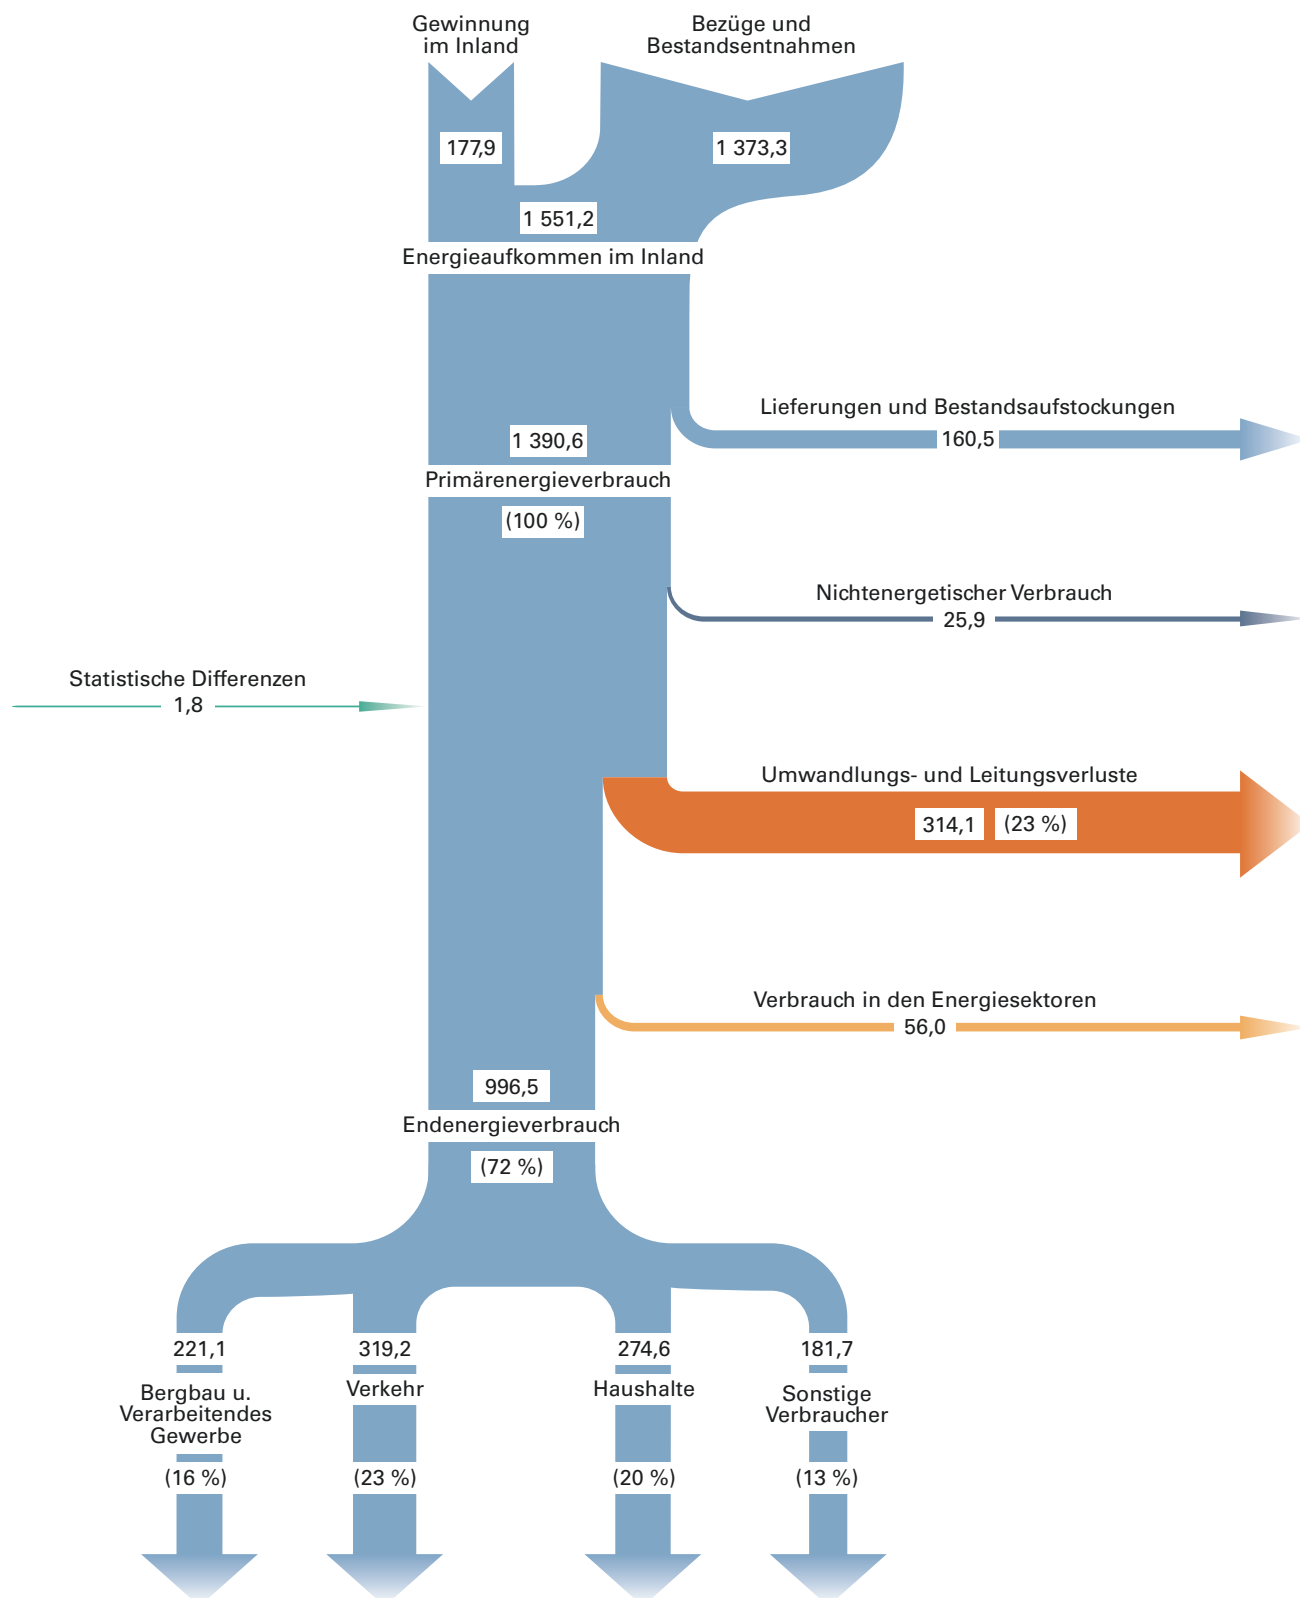 Gewinnung
im Inland
Bezüge und
Bestandsentnahmen
177,9
1 373,3
1 551,2
Energieaufkommen im Inland
Lieferungen und Bestandsaufstockungen
160,5
1 390,6
Primärenergieverbrauch
(100 %)
Nichtenergetischer Verbrauch
25,9
Statistische Differenzen
1,8
Umwandlungs- und Leitungsverluste
314,1 (23 %)
Verbrauch in den Energiesektoren
56,0
996,5
Endenergieverbrauch
(72 %)
221,1
Bergbau u.
Verarbeitendes
Gewerbe
(16 %)
319,2
Verkehr
(23 %)
274,6
Haushalte
(20 %)
181,7
Sonstige
Verbraucher
(13 %)